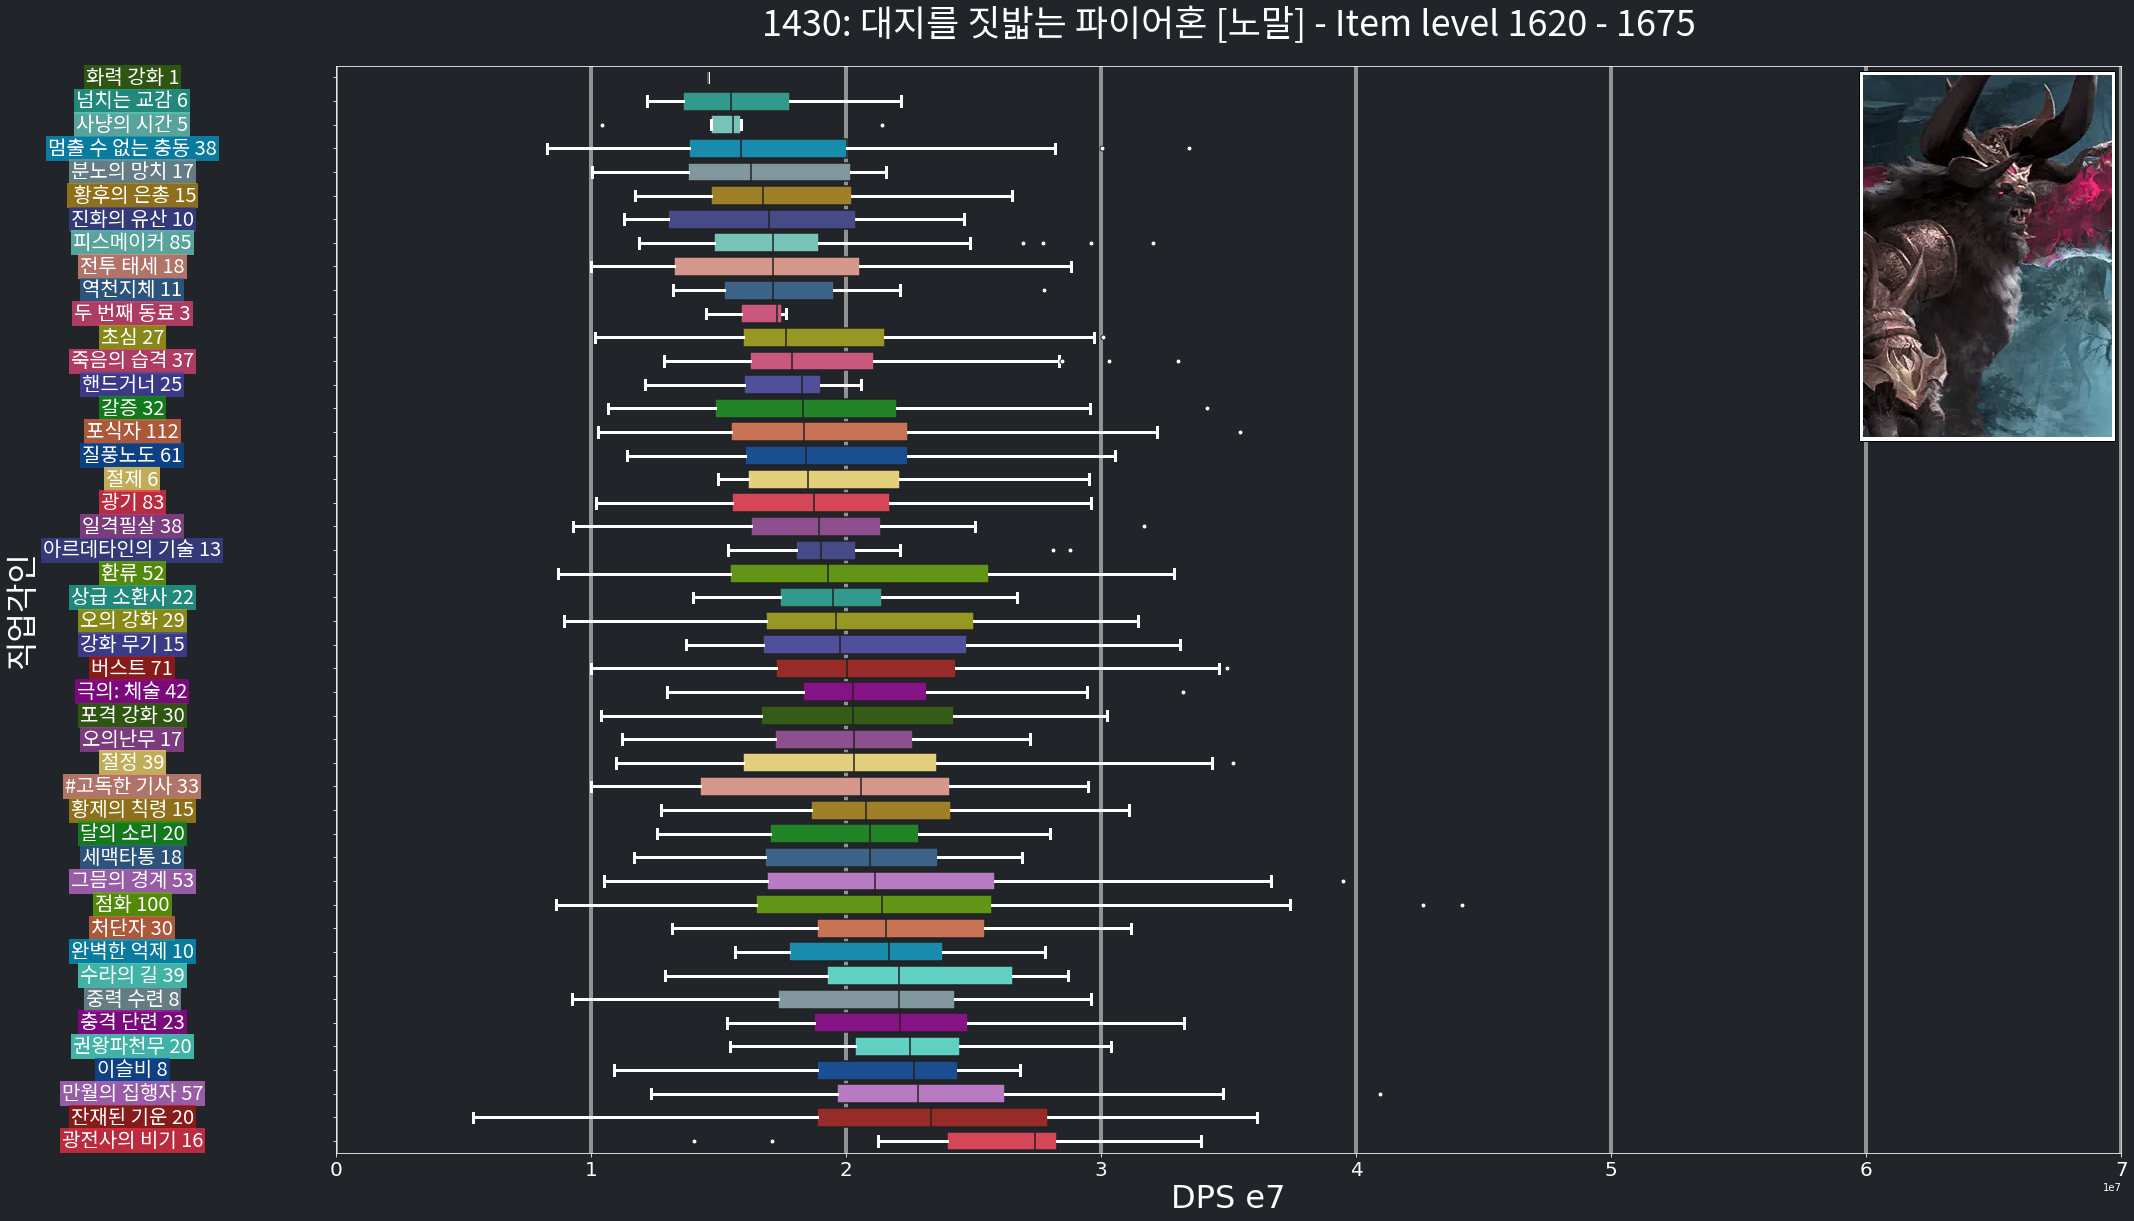 1430: 대지를 짓밟는 파이어혼 [노말] - Item level 1620 - 1675
화력 강화 1
넘치는 교감 6
사냥의 시간 5
멈출 수 없는 충동 38
분노의 망치 17
황후의 은총 15
진화의 유산 10
피스메이커 85
전투 태세 18
역천지체 11
두 번째 동료 3
초심 27
죽음의 습격 37
핸드거너 25
갈증 32
포식자 112
질풍노도 61
절제 6
광기 83
일격필살 38
아르데타인의 기술 13
환류 52
상급 소환사 22
오의 강화 29
강화 무기 15
버스트 71
극의: 체술 42
포격 강화 30
오의난무 17
절정 39
#고독한 기사 33
황제의 칙령 15
달의 소리 20
세맥타통 18
그믐의 경계 53
점화 100
처단자 30
완벽한 억제 10
수라의 길 39
중력 수련 8
충격 단련 23
권왕파천무 20
이슬비 8
만월의 집행자 57
잔재된 기운 20
광전사의 비기 16
직업각인
0 1 2 3 4 5 6 7
1e7
DPS e7